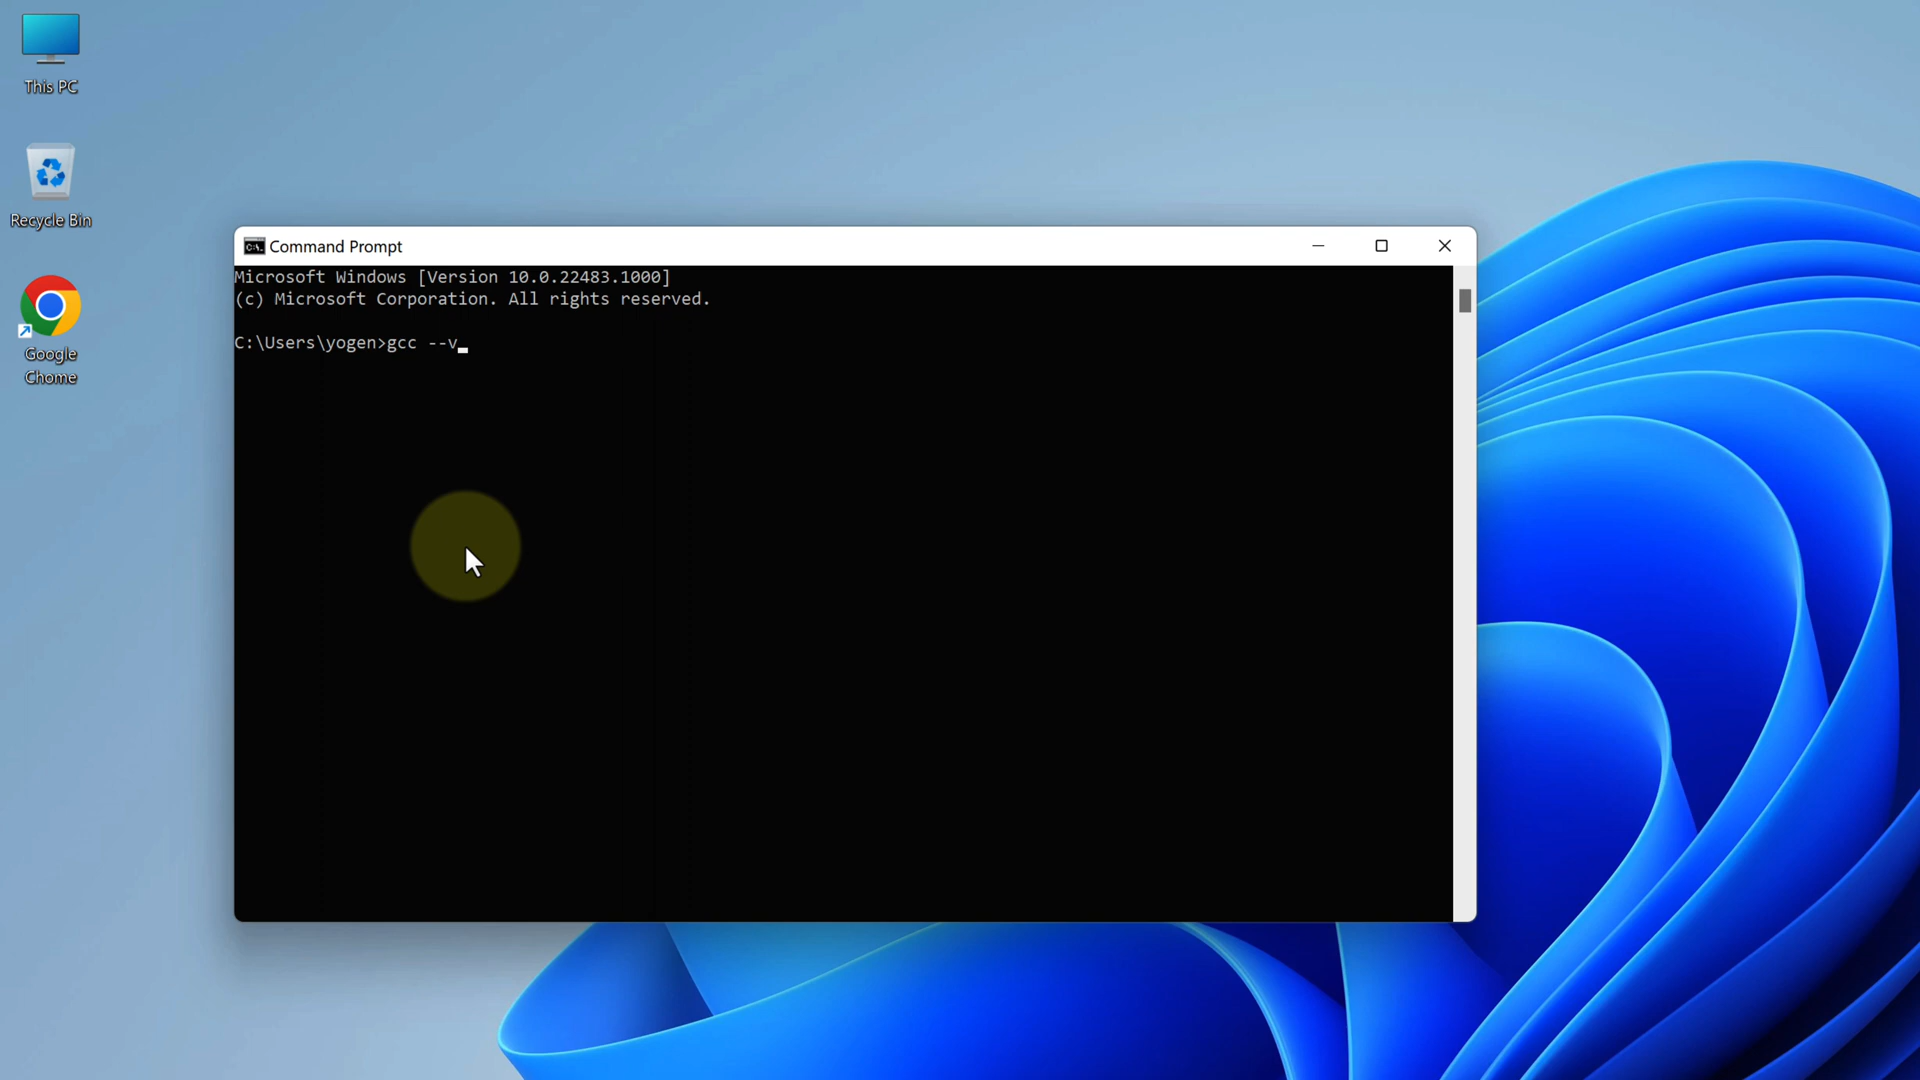 This PC
Recycle Bin
Google
Chome
Command Prompt
Microsoft Windows [Version 10.0.22483.1000]
(c) Microsoft Corporation. All rights reserved.
C:\Users\yogen>gcc --v